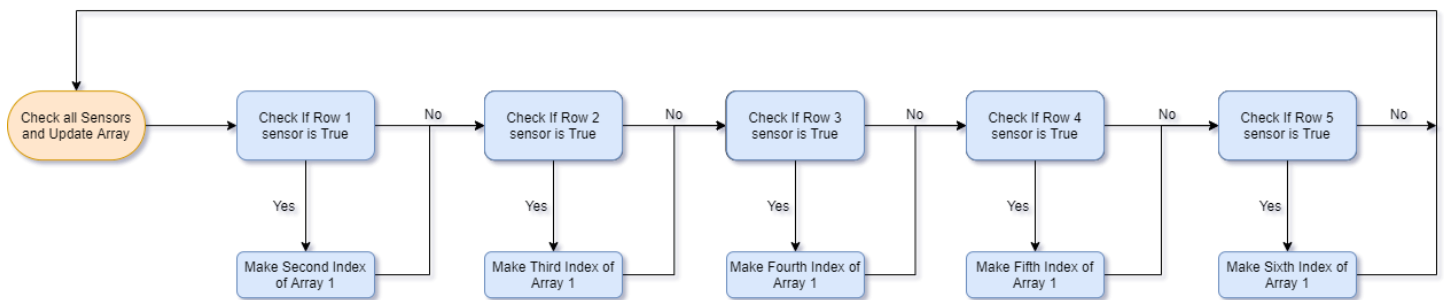 Check all Sensors
and Update Array
Check If Row 1
sensor is True
No
Check If Row 2
sensor is True
No
Check If Row 3
sensor is True
No
Check If Row 4
sensor is True
No
Check If Row 5
sensor is True
No
Yes
Yes
Yes
Yes
Yes
Make Second Index
of Array 1
Make Third Index of
Array 1
Make Fourth Index of
Array 1
Make Fifth Index of
Array 1
Make Sixth Index of
Array 1